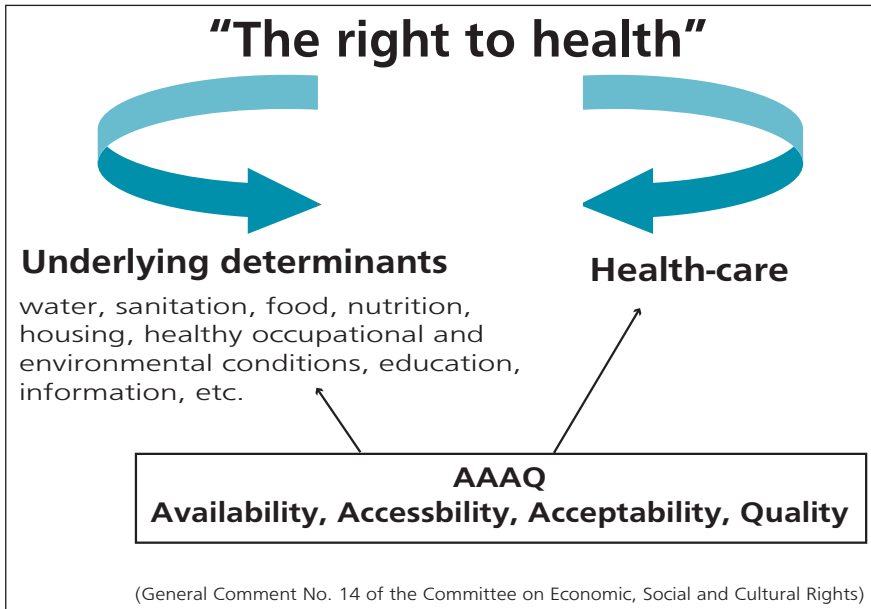 “The right to health”
Underlying determinants
water, sanitation, food, nutrition,
housing, healthy occupational and
environmental conditions, education,
information, etc.
Health-care
AAAQ
Availability, Accessbility, Acceptability, Quality
(General Comment No. 14 of the Committee on Economic, Social and Cultural Rights)